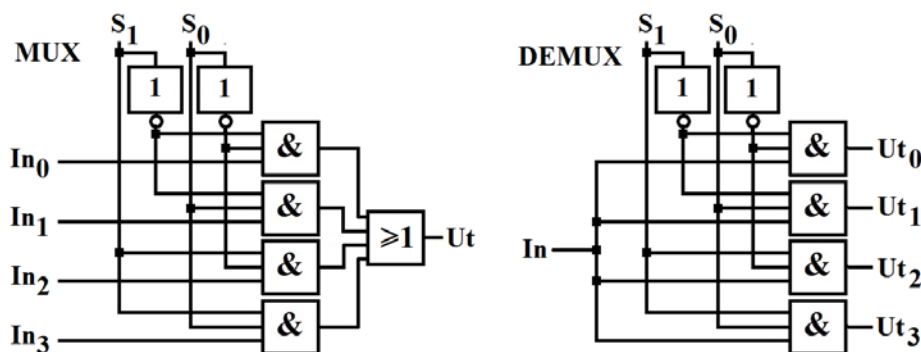 S1 S0
MUX
1 1
&
In0
&
In1
≥1 Ut
&
In2
&
In3
S1 S0
DEMUX
1 1
& Ut0
& Ut1
In
& Ut2
& Ut3